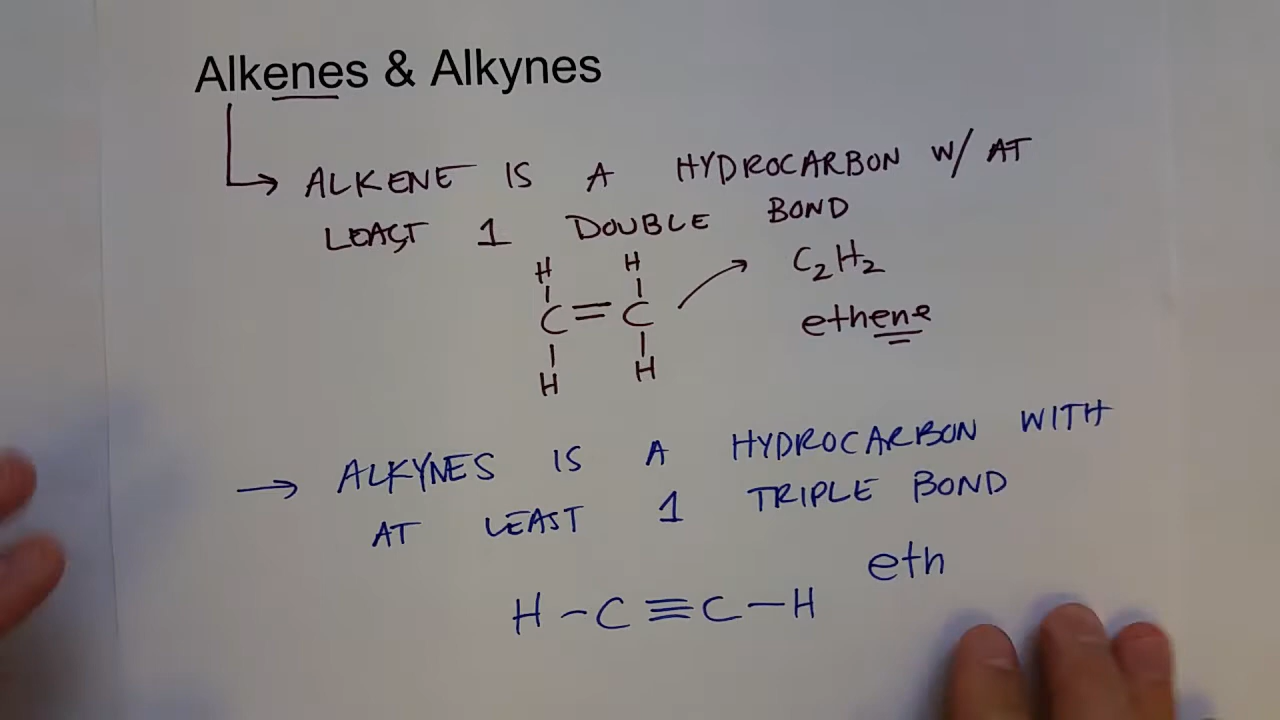 Alkenes & Alkynes
ALKENE IS A HYDROCARBON W/ AT
LEAST 1 DOUBLE BOND
H H
C=C
H H
C₂H₂
ethene
ALKYNES IS A HYDROCARBON WITH
AT LEAST 1 TRIPLE BOND
eth
H-C≡C-H